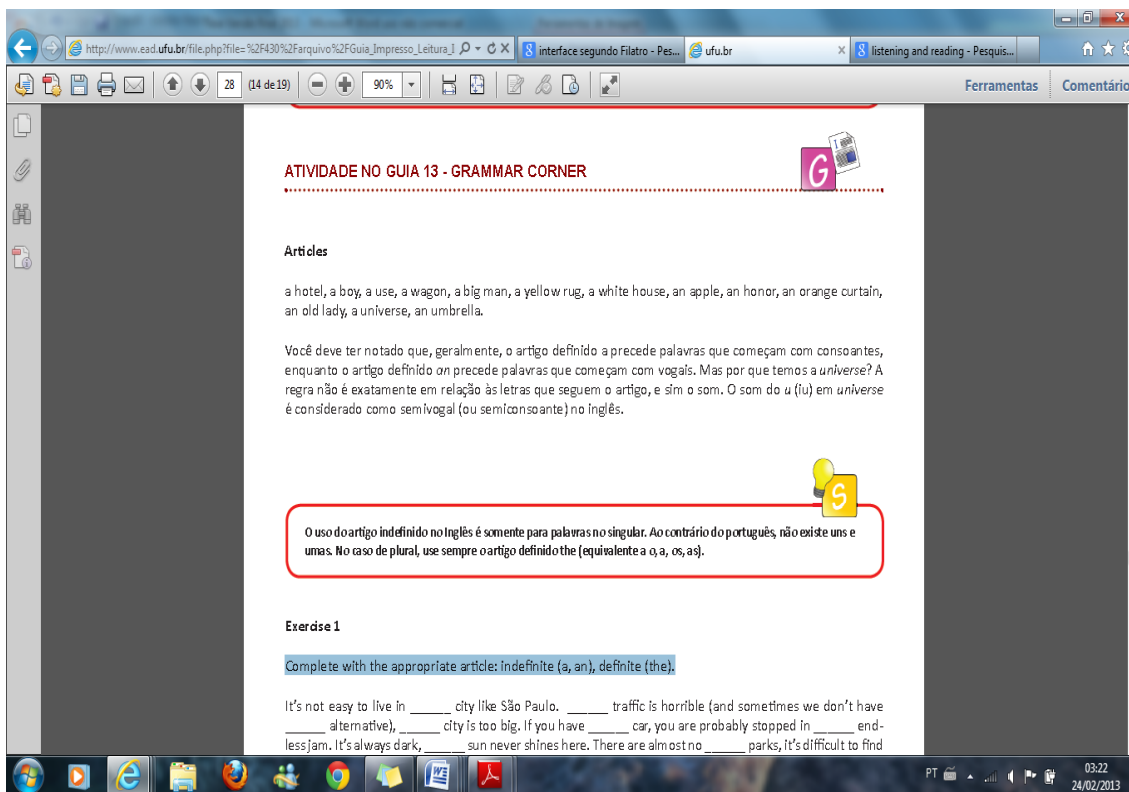 http://www.ead.ufu.br/file.php?file=%2F430%2Farquivo%2FGuia_Impresso_Leitura_I
interface segundo Filatro - Pes...
ufu.br
listening and reading - Pesquis...
28
(14 de 19)
90%
Ferramentas
Comentário
ATIVIDADE NO GUIA 13 - GRAMMAR CORNER
G
Articles
a hotel, a boy, a use, a wagon, a big man, a yellow rug, a white house, an apple, an honor, an orange curtain,
an old lady, a universe, an umbrella.
Você deve ter notado que, geralmente, o artigo definido a precede palavras que começam com consoantes,
enquanto o artigo definido an precede palavras que começam com vogais. Mas por que temos a universe? A
regra não é exatamente em relação às letras que seguem o artigo, e sim o som. O som do u (iu) em universe
é considerado como semivogal (ou semiconsoante) no inglês.
S
O uso do artigo indefinido no Inglês é somente para palavras no singular. Ao contrário do português, não existe uns e
umas. No caso de plural, use sempre o artigo definido the (equivalente a o, a, os, as).
Exercise 1
Complete with the appropriate article: indefinite (a, an), definite (the).
It's not easy to live in ______ city like São Paulo. ______ traffic is horrible (and sometimes we don't have
______ alternative), ______ city is too big. If you have ______ car, you are probably stopped in ______ end-
less jam. It's always dark, ______ sun never shines here. There are almost no ______ parks, it's difficult to find
PT
03:22
24/02/2013